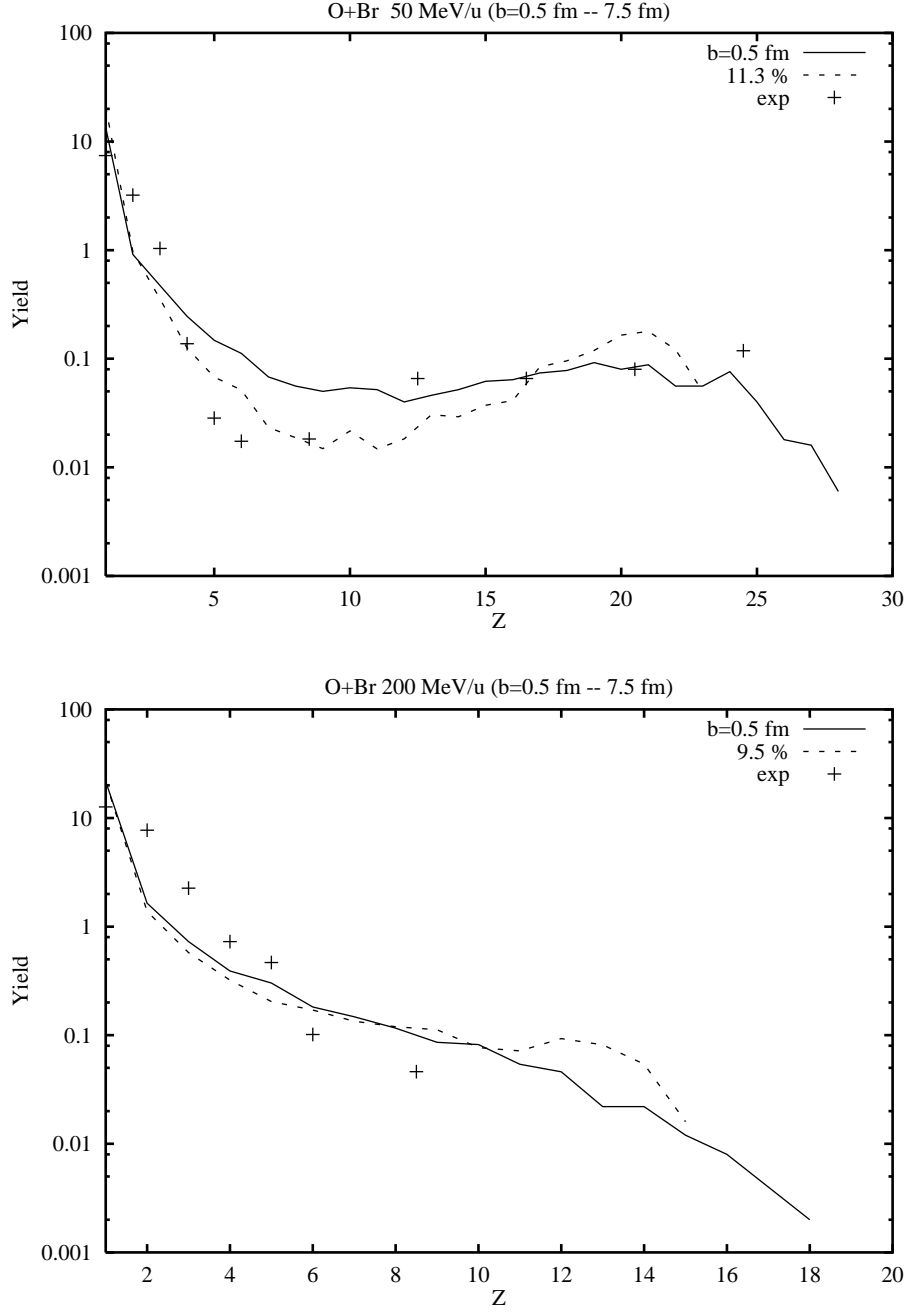 O+Br 50 MeV/u (b=0.5 fm -- 7.5 fm)
100
10
1
0.1
0.01
0.001
Yield
b=0.5 fm
11.3 %
exp
5 10 15 20 25 30
Z
O+Br 200 MeV/u (b=0.5 fm -- 7.5 fm)
100
10
1
0.1
0.01
0.001
Yield
b=0.5 fm
9.5 %
exp
2 4 6 8 10 12 14 16 18 20
Z